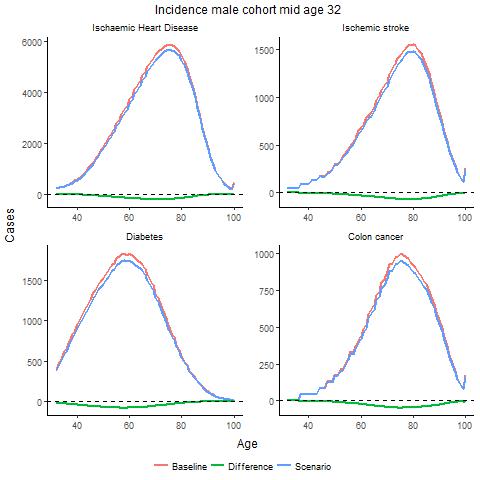 Incidence male cohort mid age 32
Ischaemic Heart Disease
Ischemic stroke
6000
4000
2000
0
40 60 80 100
1500
1000
500
0
40 60 80 100
Diabetes
Colon cancer
1500
1000
500
0
40 60 80 100
1000
750
500
250
0
40 60 80 100
Cases
Age
Baseline Difference Scenario